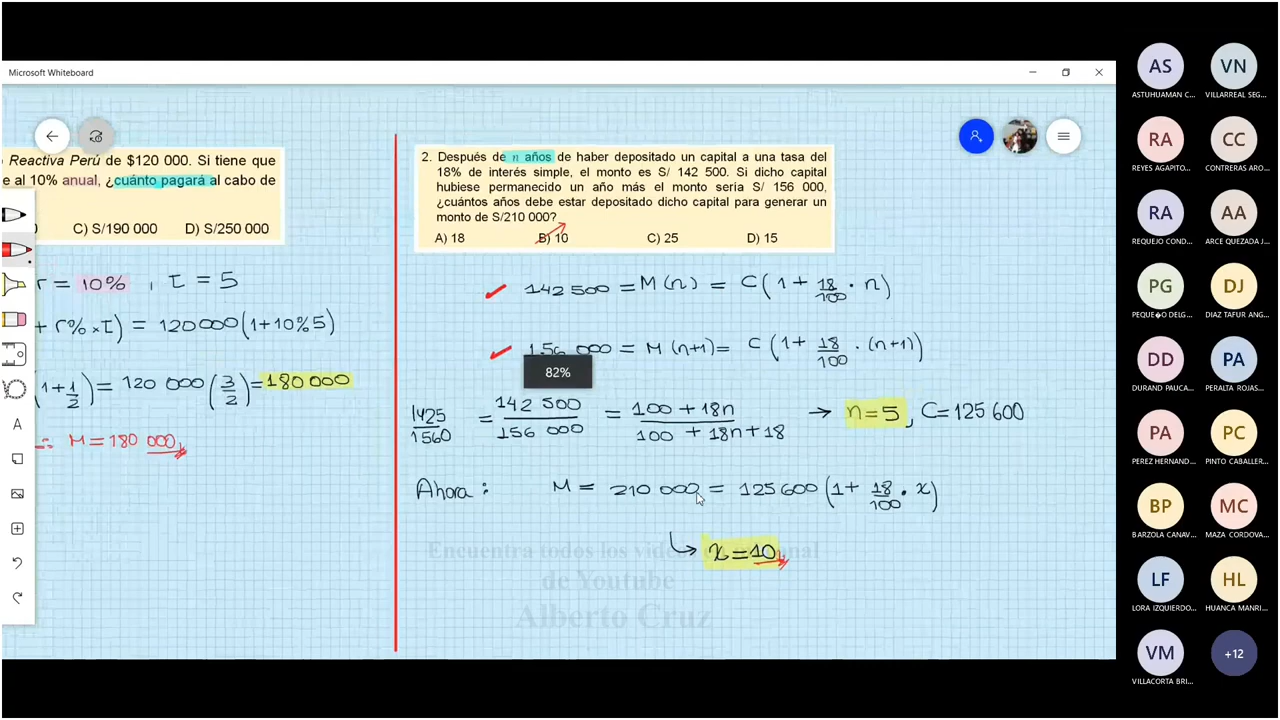 Microsoft Whiteboard
Reactiva Perú de $120 000. Si tiene que
e al 10% anual, ¿cuánto pagará al cabo de
0 C) S/190 000 D) S/250 000
r = 10% , t = 5
+ r% × t) = 120 000 (1+10% 5)
(1 + 1/2) = 120 000 (3/2) = 180 000
∴ M = 180 000
2. Después de n años de haber depositado un capital a una tasa del
18% de interés simple, el monto es S/ 142 500. Si dicho capital
hubiese permanecido un año más el monto seria S/ 156 000,
¿cuántos años debe estar depositado dicho capital para generar un
monto de S/210 000?
A) 18 B) 10 C) 25 D) 15
142 500 = M(n) = C(1 + 18/100 · n)
156 000 = M(n+1) = C(1 + 18/100 · (n+1))
82%
1425/1560 = 142 500/156 000 = 100 + 18n/100 + 18n + 18 → n = 5, C = 125 600
Ahora: M = 210 000 = 125 600 (1 + 18/100 · x)
x = 10
Encuentra todos los videos
nal
de Youtube
Alberto Cruz
A
AS VN
ASTUHUAMAN C... VILLARREAL SEG...
RA CC
REYES AGAPITO... CONTRERAS ARO...
RA AA
REQUEJO COND... ARCE QUEZADA J...
PG DJ
PEQUE�O DELG... DIAZ TAFUR ANG...
DD PA
DURAND PAUCA... PERALTA ROJAS...
PA PC
PEREZ HERNAND... PINTO CABALLER...
BP MC
BARZOLA CANAV... MAZA CORDOVA...
LF HL
LORA IZQUIERDO... HUANCA MANRI...
VM +12
VILLACORTA BRI...